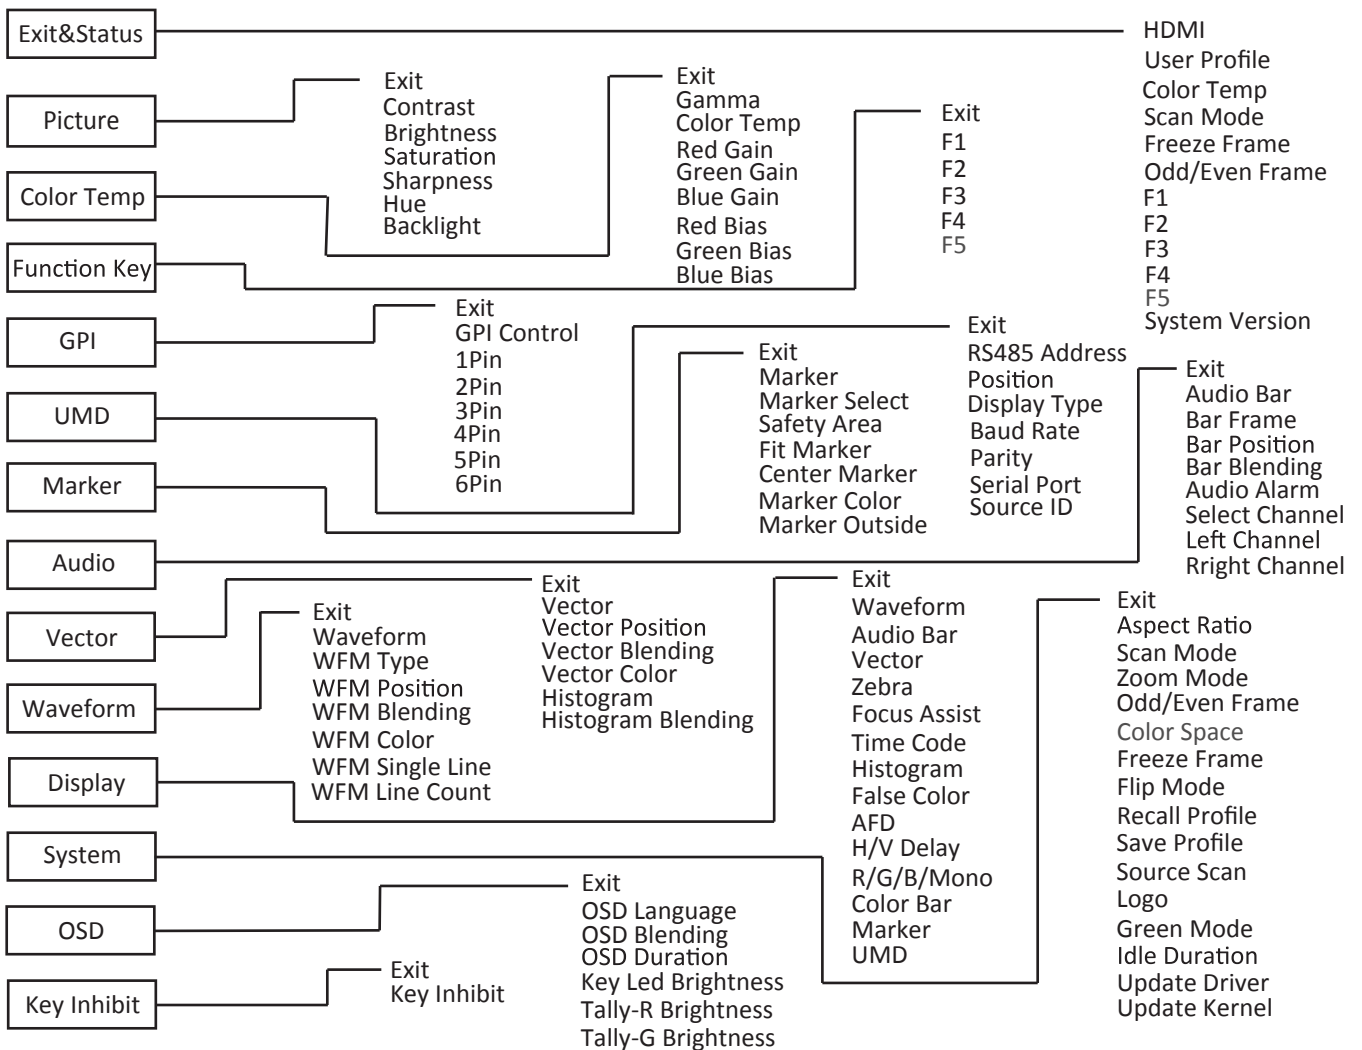 Exit&Status
HDMI
User Profile
Color Temp
Scan Mode
Freeze Frame
Odd/Even Frame
F1
F2
F3
F4
F5
System Version
Picture
Exit
Contrast
Brightness
Saturation
Sharpness
Hue
Backlight
Color Temp
Exit
Gamma
Color Temp
Red Gain
Green Gain
Blue Gain
Red Bias
Green Bias
Blue Bias
Function Key
Exit
F1
F2
F3
F4
F5
GPI
Exit
GPI Control
1Pin
2Pin
3Pin
4Pin
5Pin
6Pin
UMD
Exit
RS485 Address
Position
Display Type
Baud Rate
Parity
Serial Port
Source ID
Marker
Exit
Marker
Marker Select
Safety Area
Fit Marker
Center Marker
Marker Color
Marker Outside
Audio
Exit
Audio Bar
Bar Frame
Bar Position
Bar Blending
Audio Alarm
Select Channel
Left Channel
Rright Channel
Vector
Exit
Vector
Vector Position
Vector Blending
Vector Color
Histogram
Histogram Blending
Waveform
Exit
Waveform
WFM Type
WFM Position
WFM Blending
WFM Color
WFM Single Line
WFM Line Count
Display
Exit
Waveform
Audio Bar
Vector
Zebra
Focus Assist
Time Code
Histogram
False Color
AFD
H/V Delay
R/G/B/Mono
Color Bar
Marker
UMD
System
Exit
Aspect Ratio
Scan Mode
Zoom Mode
Odd/Even Frame
Color Space
Freeze Frame
Flip Mode
Recall Profile
Save Profile
Source Scan
Logo
Green Mode
Idle Duration
Update Driver
Update Kernel
OSD
Exit
OSD Language
OSD Blending
OSD Duration
Key Led Brightness
Tally-R Brightness
Tally-G Brightness
Key Inhibit
Exit
Key Inhibit